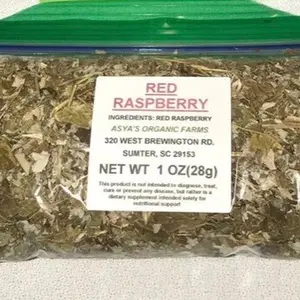 RED
RASPBERRY
INGREDIENTS: RED RASPBERRY
ASYA'S ORGANIC FARMS
320 WEST BREWINGTON RD.
SUMTER, SC 29153
NET WT 1 OZ(28g)
This product is not intended to diagnose, treat,
cure or prevent any disease, but rather is a
dietary supplement intended solely for
nutritional support